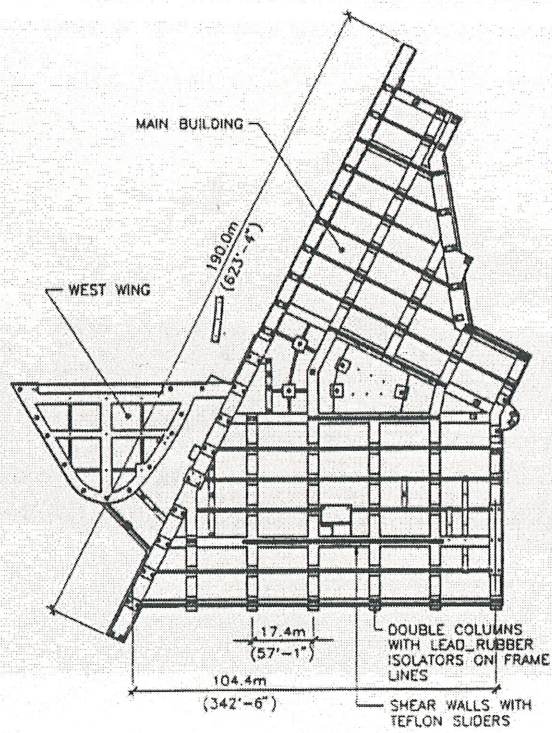 MAIN BUILDING
190.0m
(623'-4")
WEST WING
17.4m
(57'-1")
104.4m
(342'-6")
DOUBLE COLUMNS
WITH LEAD_RUBBER
ISOLATORS ON FRAME
LINES
SHEAR WALLS WITH
TEFLON SLIDERS